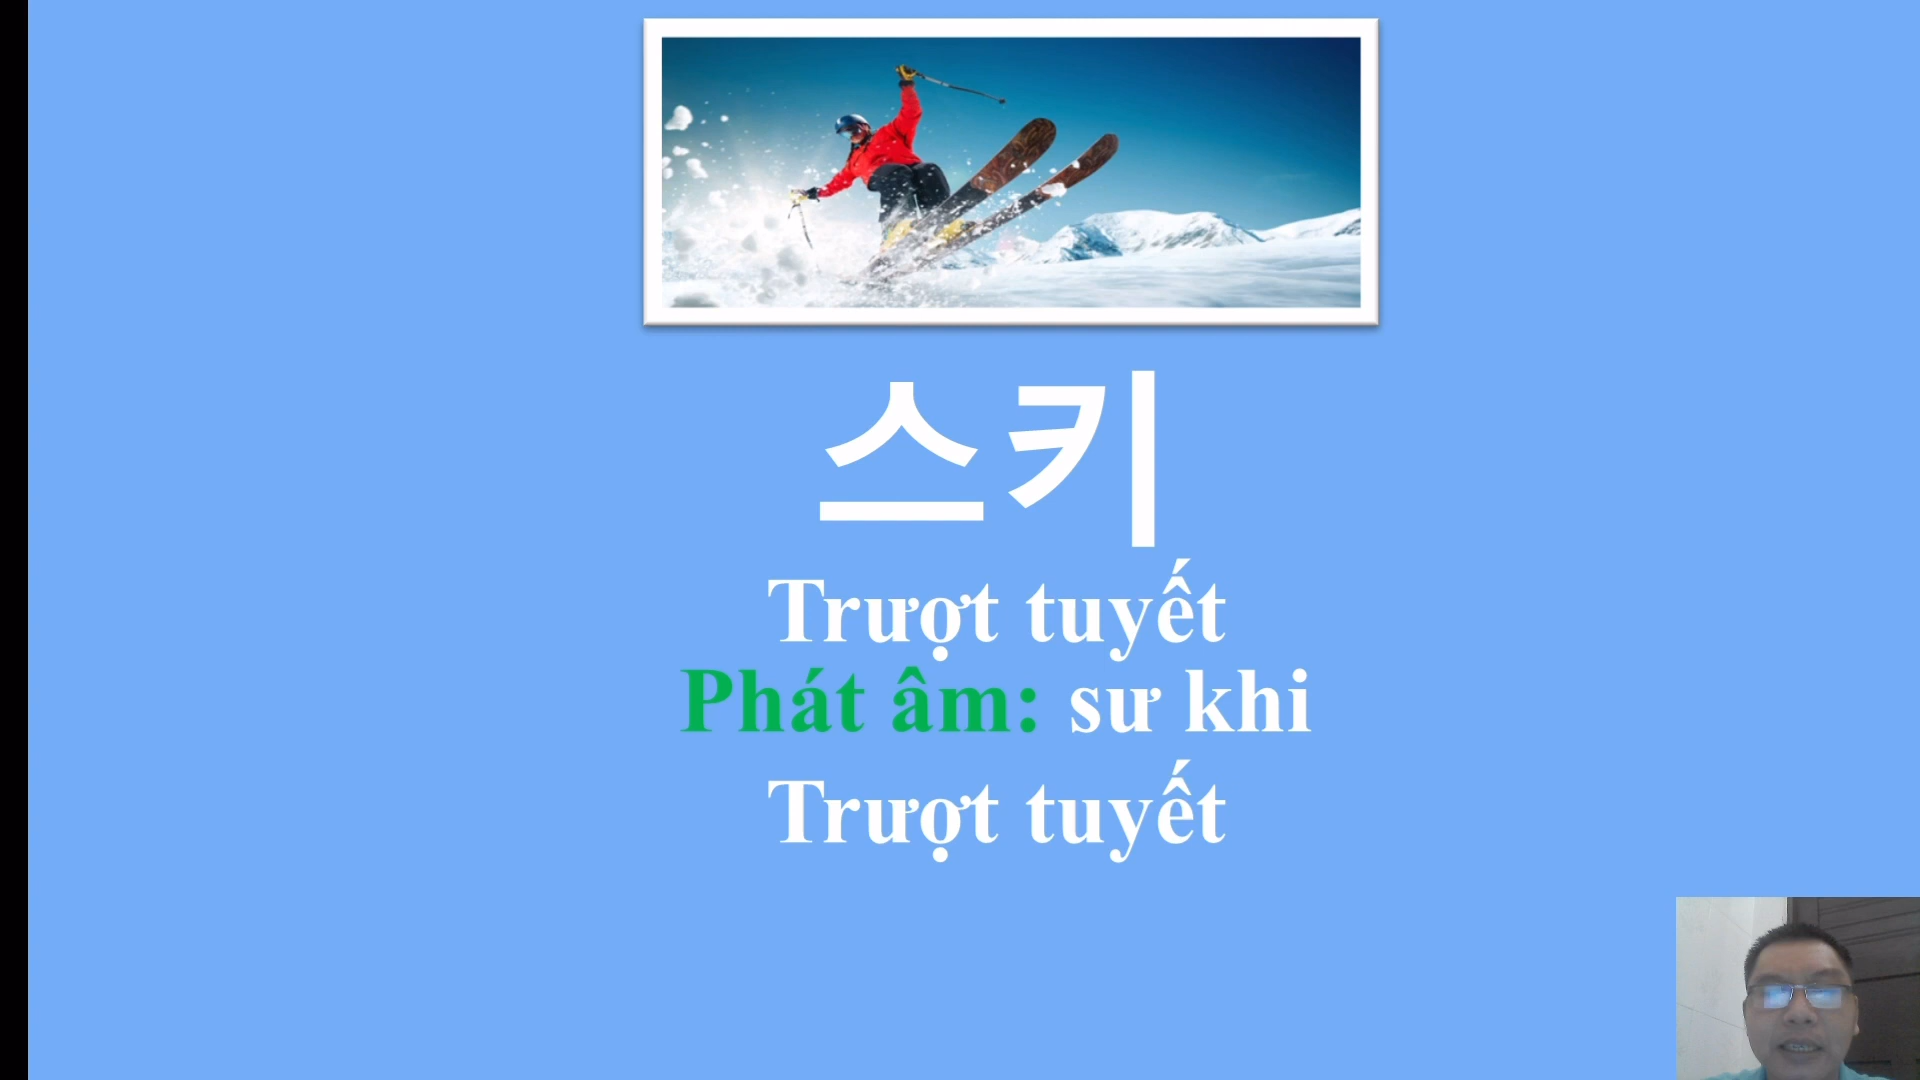 스키
Trượt tuyết
Phát âm: sư khi
Trượt tuyết